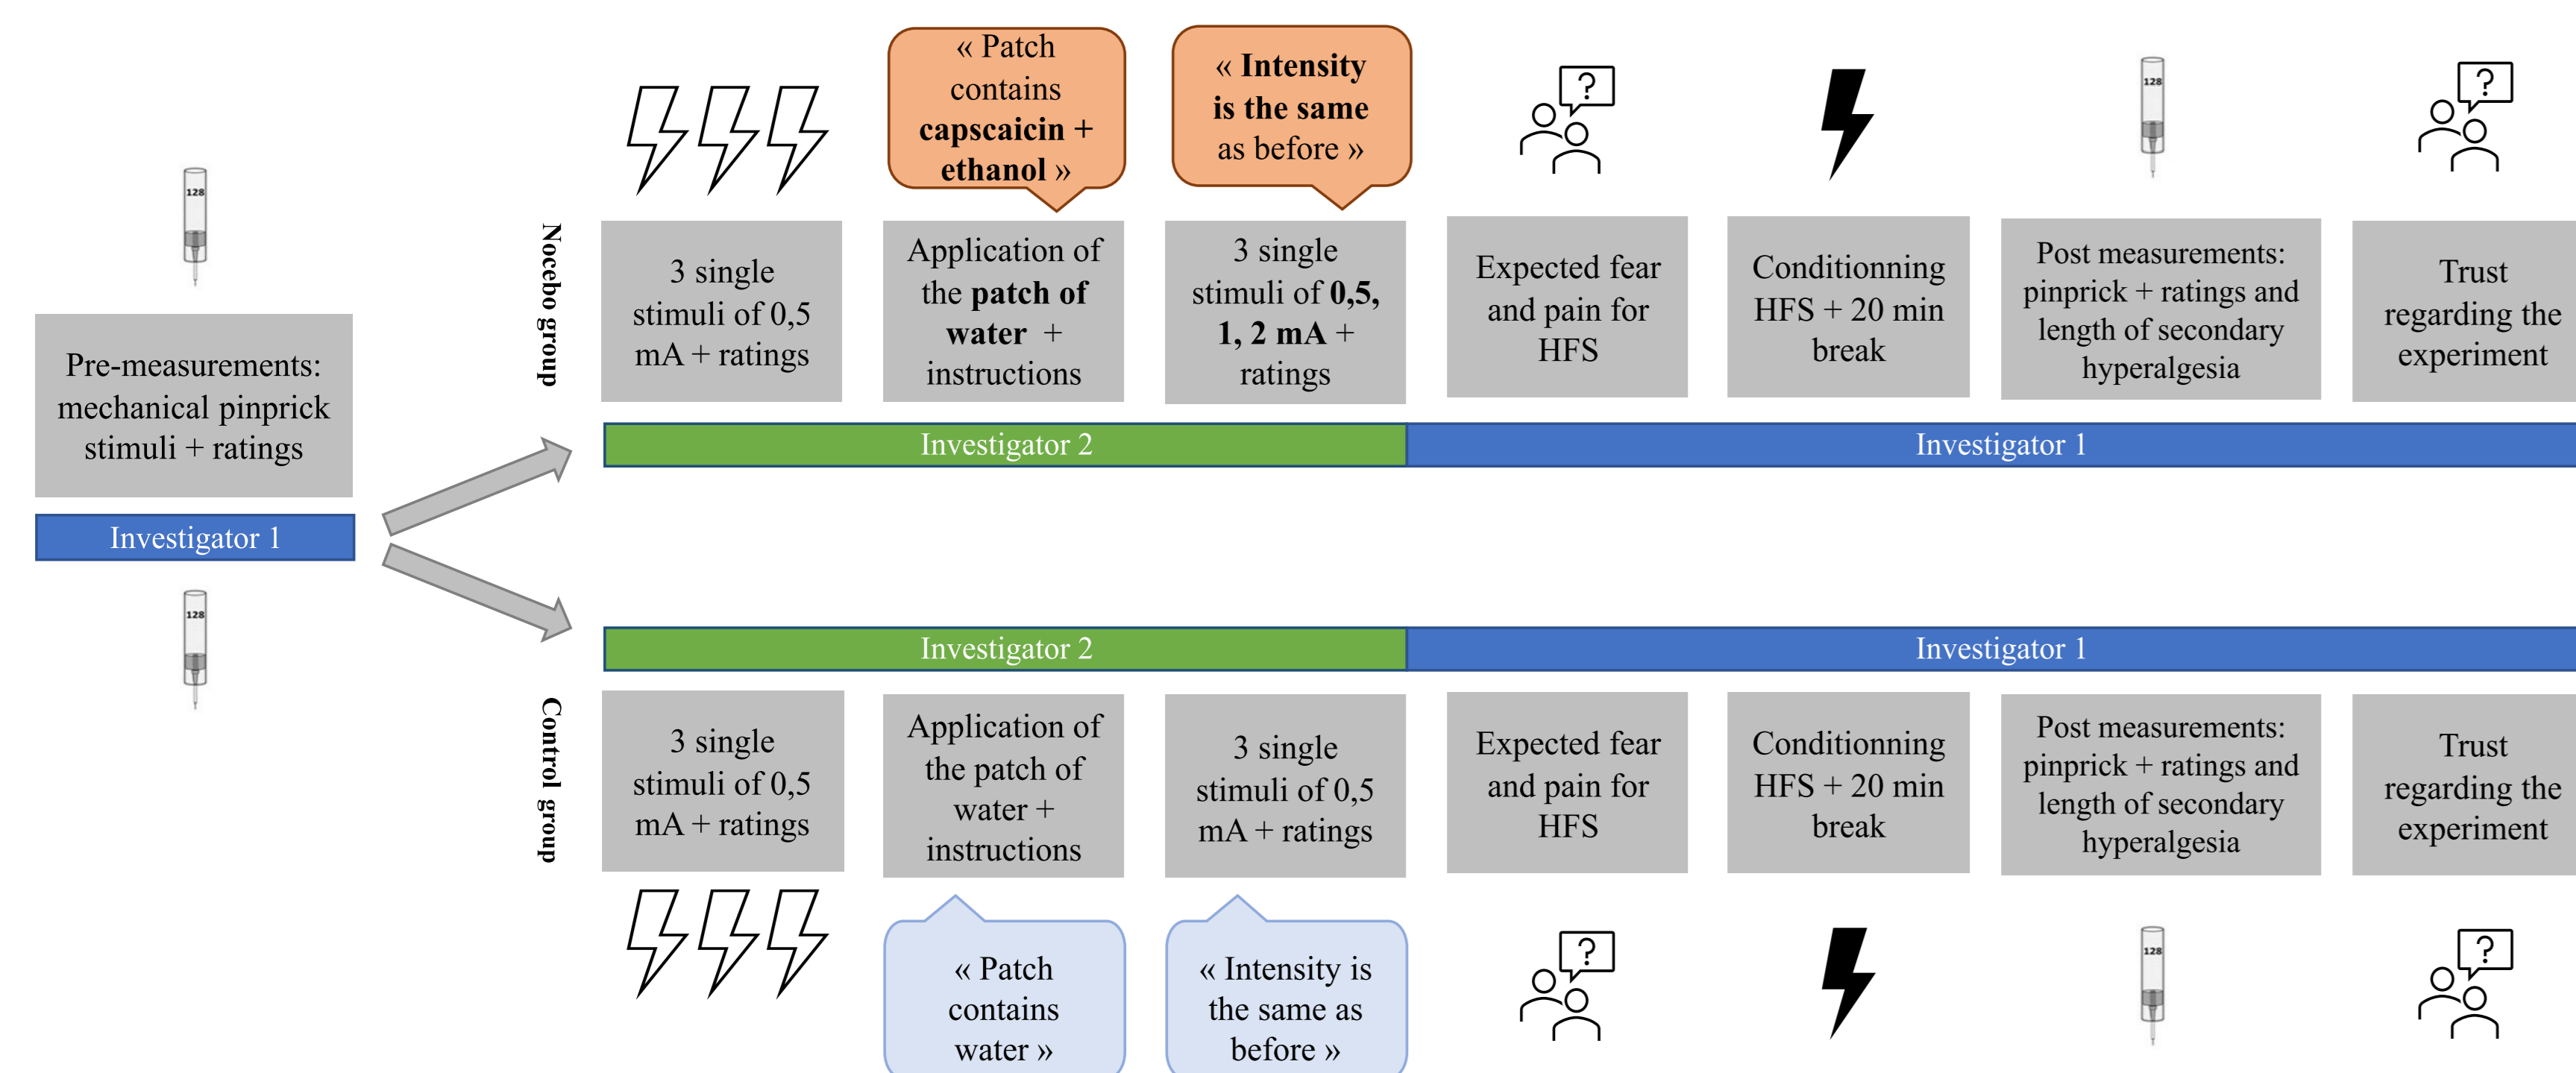 128
Pre-measurements:
mechanical pinprick
stimuli + ratings
Investigator 1
128
Nocebo group
« Patch
contains
capscaicin +
ethanol »
« Intensity
is the same
as before »
?
128
?
3 single
stimuli of 0,5
mA + ratings
Application of
the patch of
water +
instructions
3 single
stimuli of 0,5,
1, 2 mA +
ratings
Expected fear
and pain for
HFS
Conditionning
HFS + 20 min
break
Post measurements:
pinprick + ratings and
length of secondary
hyperalgesia
Trust
regarding the
experiment
Investigator 2
Investigator 1
Investigator 2
Investigator 1
Control group
3 single
stimuli of 0,5
mA + ratings
Application of
the patch of
water +
instructions
3 single
stimuli of 0,5
mA + ratings
Expected fear
and pain for
HFS
Conditionning
HFS + 20 min
break
Post measurements:
pinprick + ratings and
length of secondary
hyperalgesia
Trust
regarding the
experiment
« Patch
contains
water »
« Intensity is
the same as
before »
?
128
?